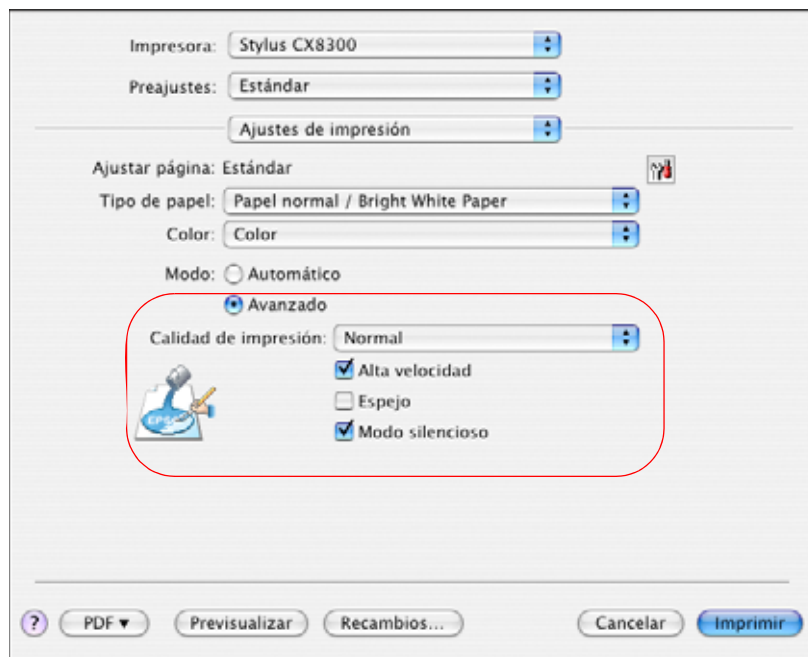 Impresora: Stylus CX8300
Preajustes: Estándar
Ajustes de impresión
Ajustar página: Estándar
Tipo de papel: Papel normal / Bright White Paper
Color: Color
Modo: Automático
Avanzado
Calidad de impresión: Normal
Alta velocidad
Espejo
EPSON
Modo silencioso
? PDF ▼ Previsualizar Recambios... Cancelar Imprimir